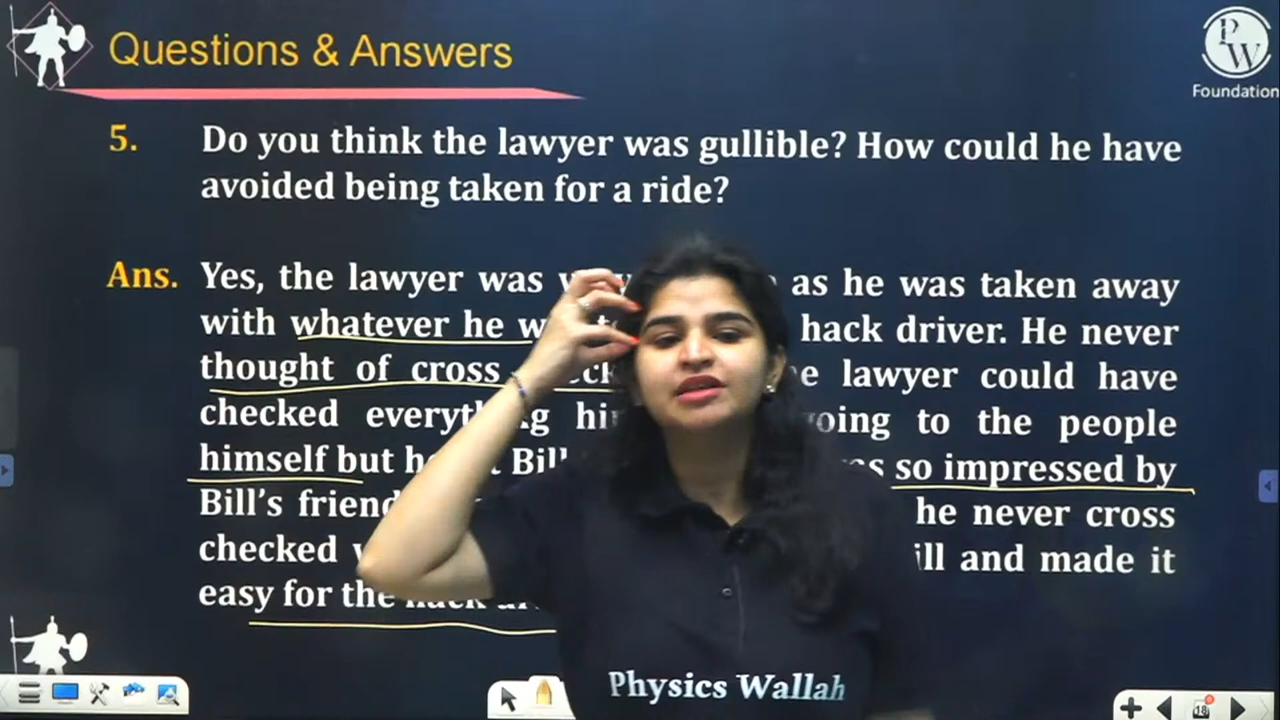 Questions & Answers
P
W
Foundation
5. Do you think the lawyer was gullible? How could he have
avoided being taken for a ride?
Ans. Yes, the lawyer was as he was taken away
with whatever he hack driver. He never
thought of cross lawyer could have
checked going to the people
himself but Bill so impressed by
Bill's he never cross
checked and made it
easy for the
Physics Wallah
18